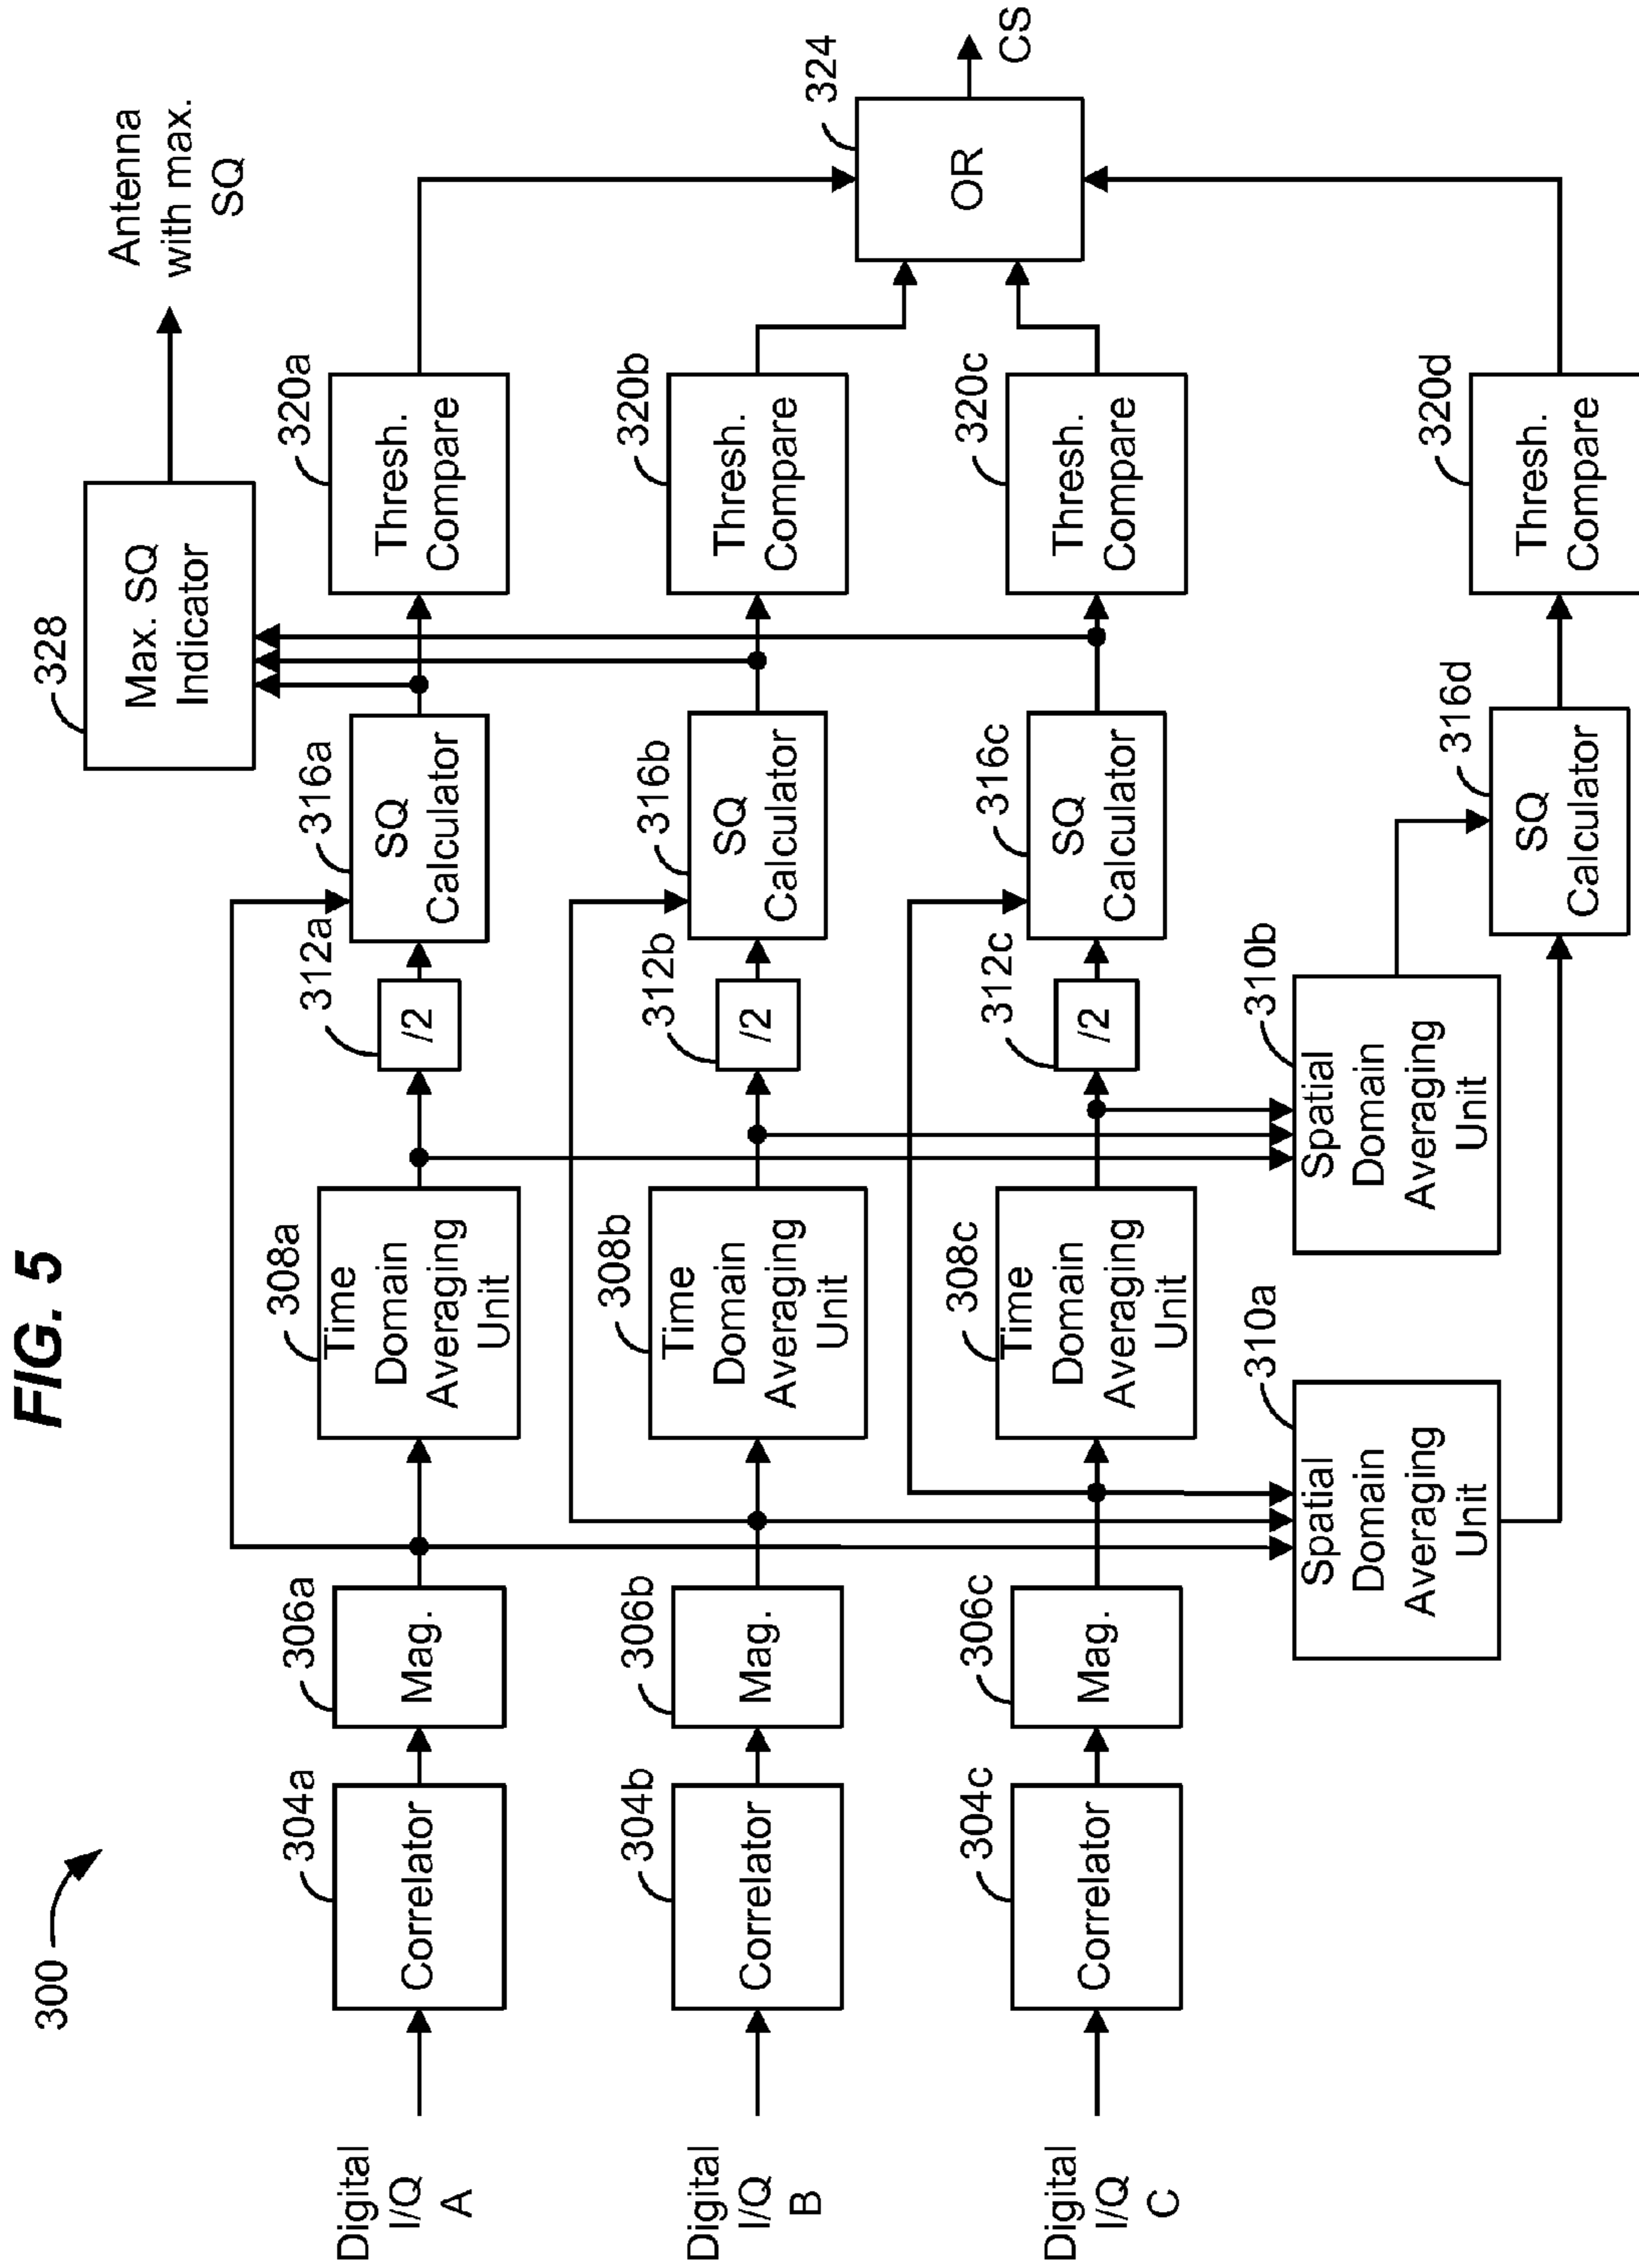 FIG. 5
300
Digital
I/Q
A
304a
Correlator
306a
Mag.
308a
Time
Domain
Averaging
Unit
312a
/2
316a
SQ
Calculator
328
Max. SQ
Indicator
Antenna
with max.
SQ
320a
Thresh.
Compare
Digital
I/Q
B
304b
Correlator
306b
Mag.
308b
Time
Domain
Averaging
Unit
312b
/2
316b
SQ
Calculator
320b
Thresh.
Compare
324
OR
CS
Digital
I/Q
C
304c
Correlator
306c
Mag.
308c
Time
Domain
Averaging
Unit
312c
/2
316c
SQ
Calculator
320c
Thresh.
Compare
310a
Spatial
Domain
Averaging
Unit
310b
Spatial
Domain
Averaging
Unit
316d
SQ
Calculator
320d
Thresh.
Compare